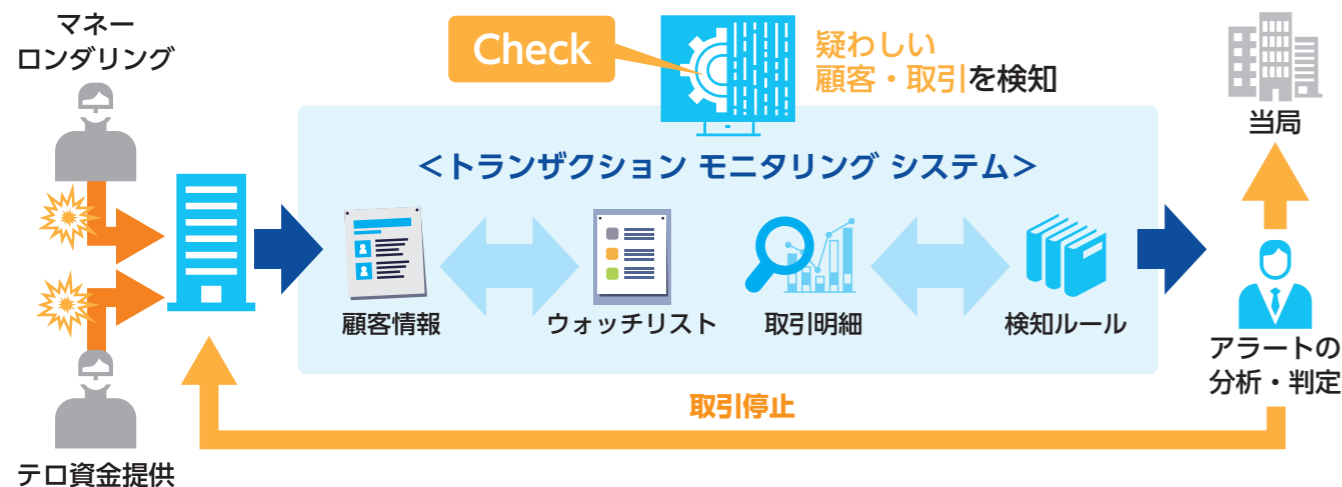 マネー
ロンダリング
Check
疑わしい
顧客・取引を検知
当局
＜トランザクション モニタリング システム＞
顧客情報
ウォッチリスト
取引明細
検知ルール
アラートの
分析・判定
取引停止
テロ資金提供